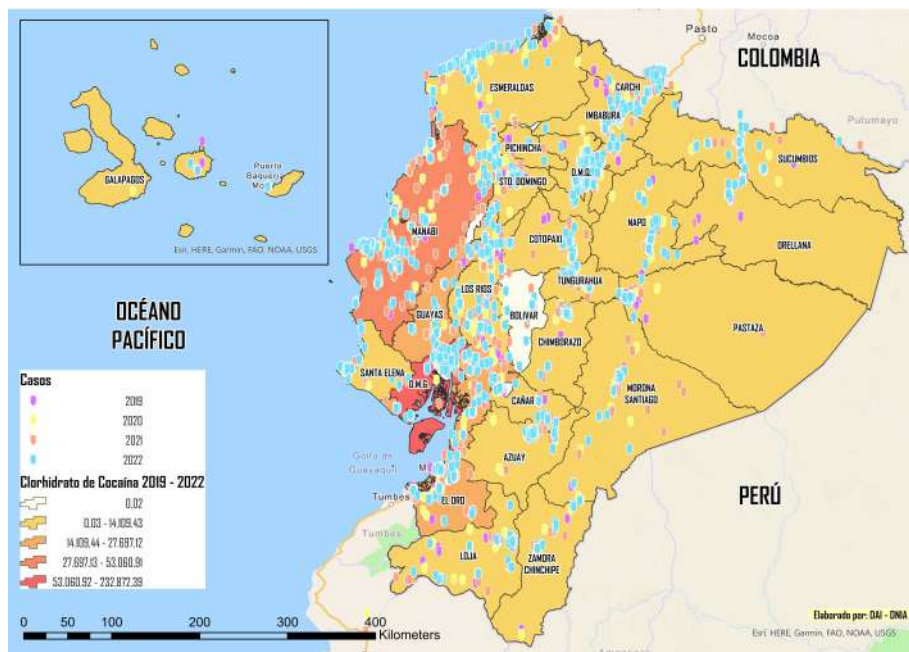 Pasto
Mocoa
COLOMBIA
Putumayo
ESMERALDAS
CARCHI
IMBABURA
PICHINCHA
SUCUMBIOS
STO. DOMINGO
D.M.Q.
GALAPAGOS
Puerto
Baqueri
Mo
Esri, HERE, Garmin, FAO, NOAA, USGS
MANABI
NAPO
COTOPAXI
ORELLANA
TUNGURAHUA
LOS RIOS
OCÉANO
PACÍFICO
GUAYAS
BOLIVAR
PASTAZA
CHIMBORAZO
SANTA ELENA
D.M.G.
MORONA
SANTIAGO
CAÑAR
Golfo de
Guayaquil
AZUAY
M
Tumbes
EL ORO
PERÚ
Tumbes
LOJA
ZAMORA
CHINCHIPE
Casos
2019
2020
2021
2022
Clorhidrato de Cocaína 2019 - 2022
0.02
0.03 - 14.109.43
14.109.44 - 27.697.12
27.697.13 - 53.060.91
53.060.92 - 232.872.39
0 50 100 200 300 400
Kilometers
Elaborado por: DAI - DNIA
Esri, HERE, Garmin, FAO, NOAA, USGS